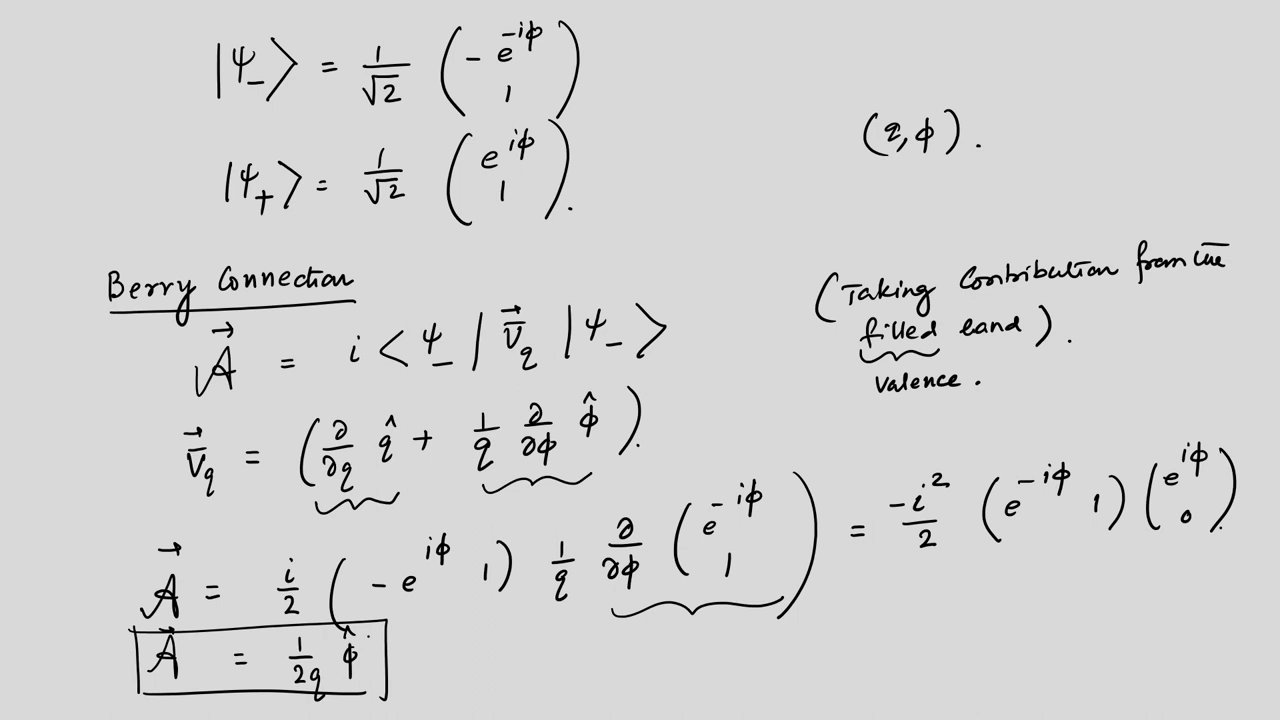 |ψ₋⟩ = 1/√2 ( - e^{-iϕ} 1 )
(q, ϕ).
|ψ₊⟩ = 1/√2 ( e^{iϕ} 1 ).
Berry Connection
(Taking Contribution from the
filled band).
valence.
A⃗ = i < ψ₋ | ∇⃗_q | ψ₋ >
∇⃗_q = ( ∂/∂q q̂ + 1/q ∂/∂ϕ ϕ̂ ).
A⃗ = i/2 ( - e^{iϕ} 1 ) 1/q ∂/∂ϕ ( e^{-iϕ} 1 ) = -i²/2 ( e^{-iϕ} 1 ) ( e^{iϕ} 0 ).
A⃗ = 1/2q ϕ̂